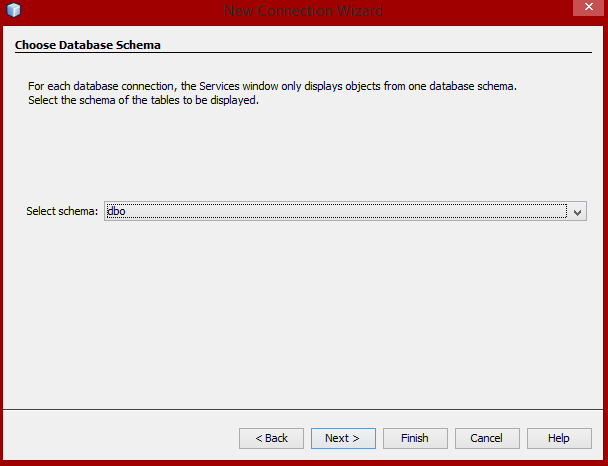 New Connection Wizard
Choose Database Schema
For each database connection, the Services window only displays objects from one database schema.
Select the schema of the tables to be displayed.
Select schema: dbo
< Back Next > Finish Cancel Help